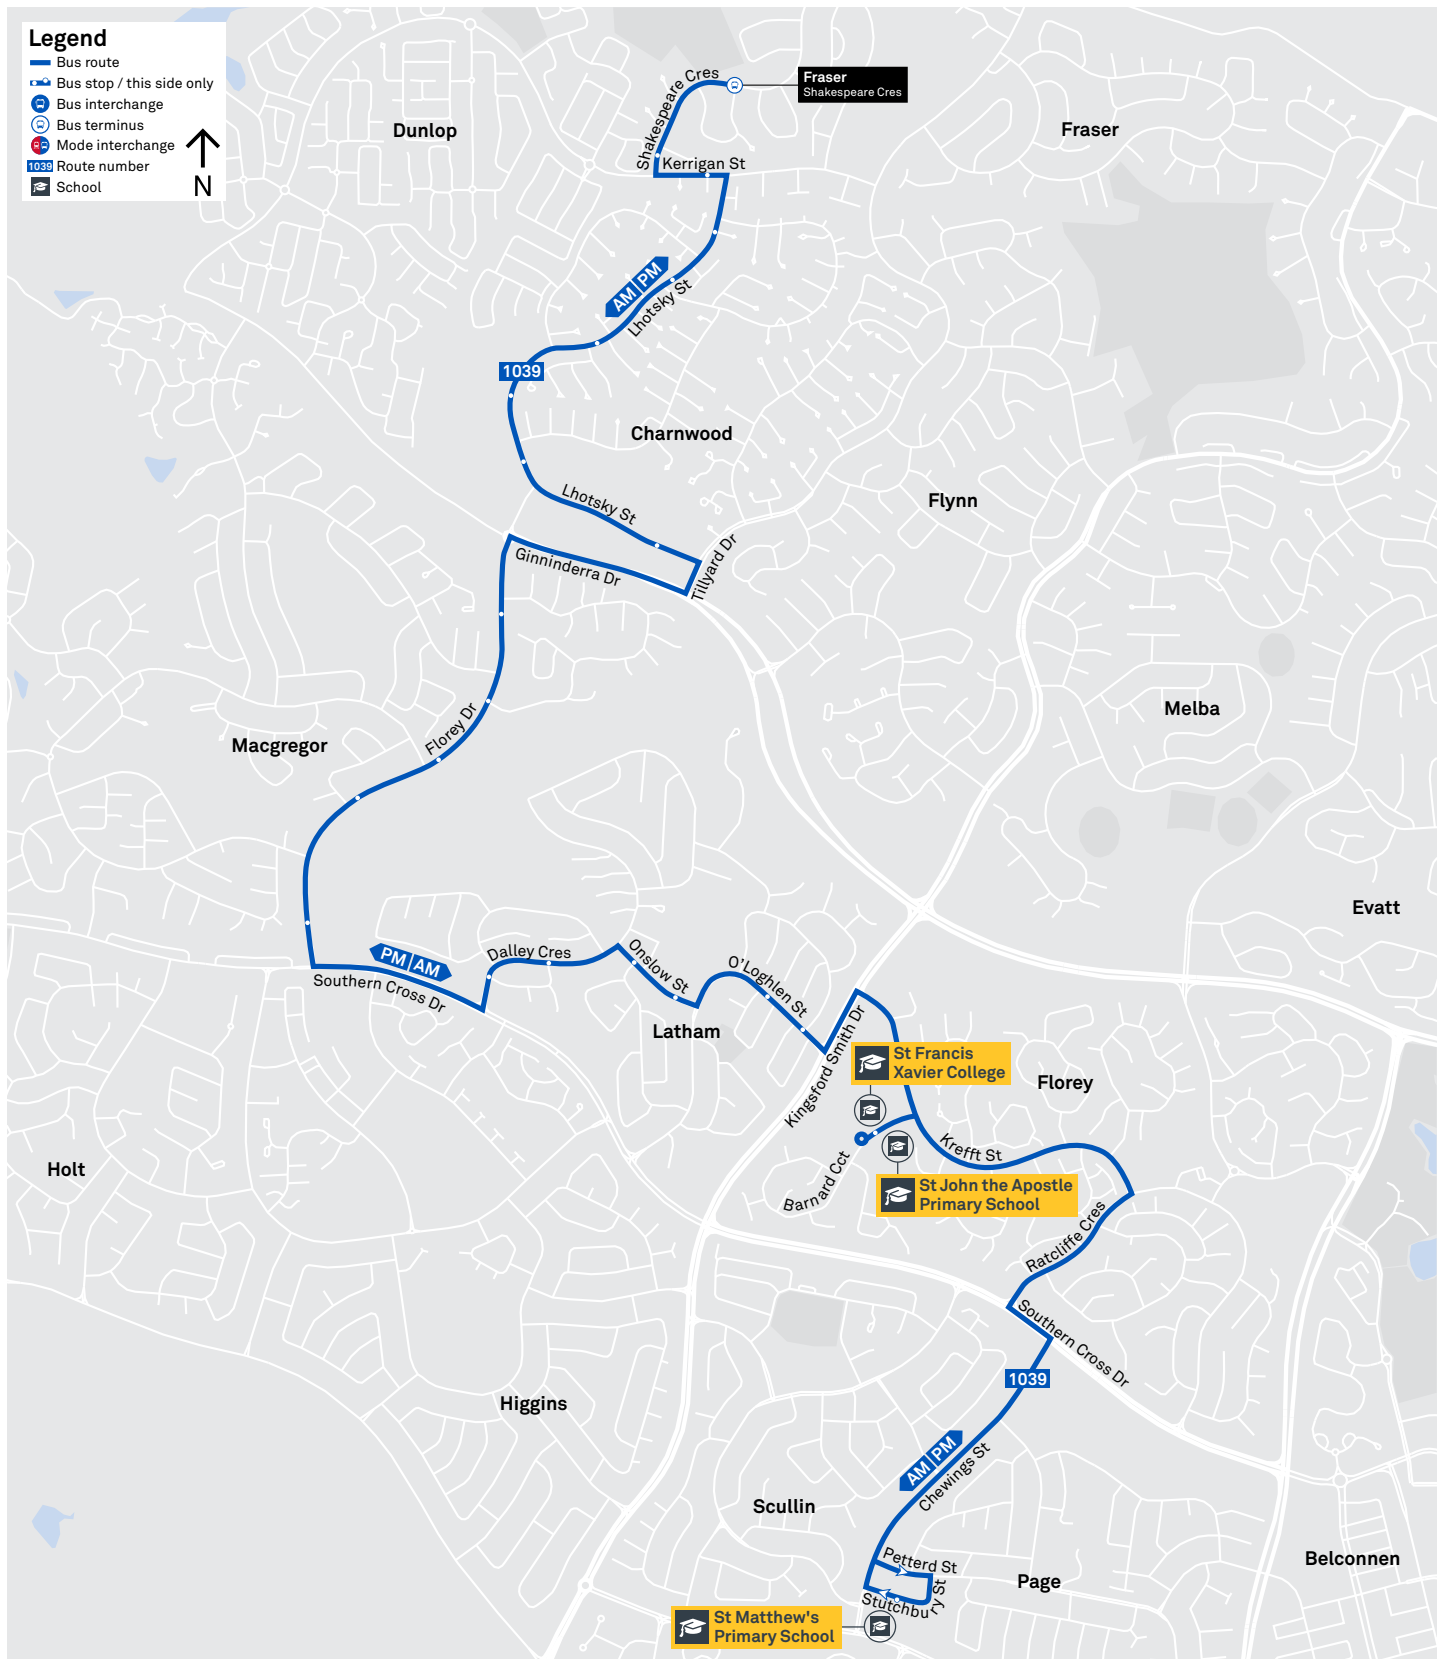 Legend
Bus route
Bus stop / this side only
Bus interchange
Bus terminus
Mode interchange
1039 Route number
School
N
Shakespeare Cres
Fraser
Shakespeare Cres
Dunlop
Fraser
Kerrigan St
AM|PM
Lhotsky St
1039
Charnwood
Lhotsky St
Flynn
Ginninderra Dr
Tillyard Dr
Melba
Florey Dr
Macgregor
Evatt
PM|AM
Dalley Cres
Onslow St
O'Loghlen St
Southern Cross Dr
Latham
Kingsford Smith Dr
St Francis
Xavier College
Florey
Krefft St
Holt
Barnard Cct
St John the Apostle
Primary School
Ratcliffe Cres
Southern Cross Dr
1039
Higgins
AM|PM
Chewings St
Scullin
Petterd St
Belconnen
Page
Stutchbury St
St Matthew's
Primary School